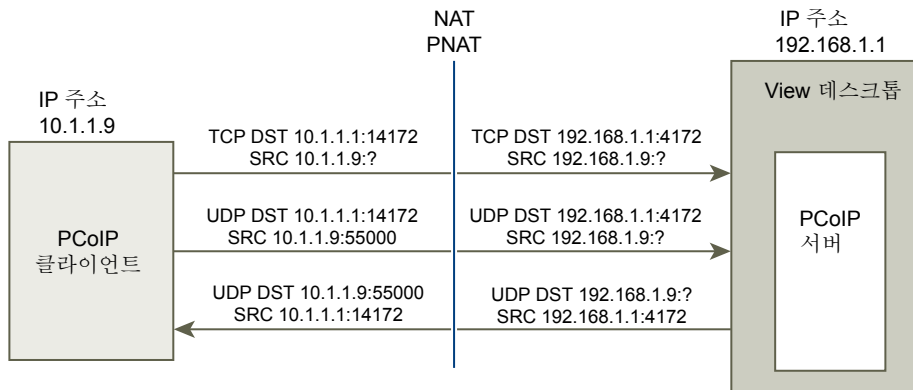 NAT
PNAT
IP 주소
192.168.1.1
View 데스크톱
IP 주소
10.1.1.9
TCP DST 10.1.1.1:14172
SRC 10.1.1.9:?
TCP DST 192.168.1.1:4172
SRC 192.168.1.9:?
PCoIP
클라이언트
UDP DST 10.1.1.1:14172
SRC 10.1.1.9:55000
UDP DST 192.168.1.1:4172
SRC 192.168.1.9:?
PCoIP
서버
UDP DST 10.1.1.9:55000
SRC 10.1.1.1:14172
UDP DST 192.168.1.9:?
SRC 192.168.1.1:4172